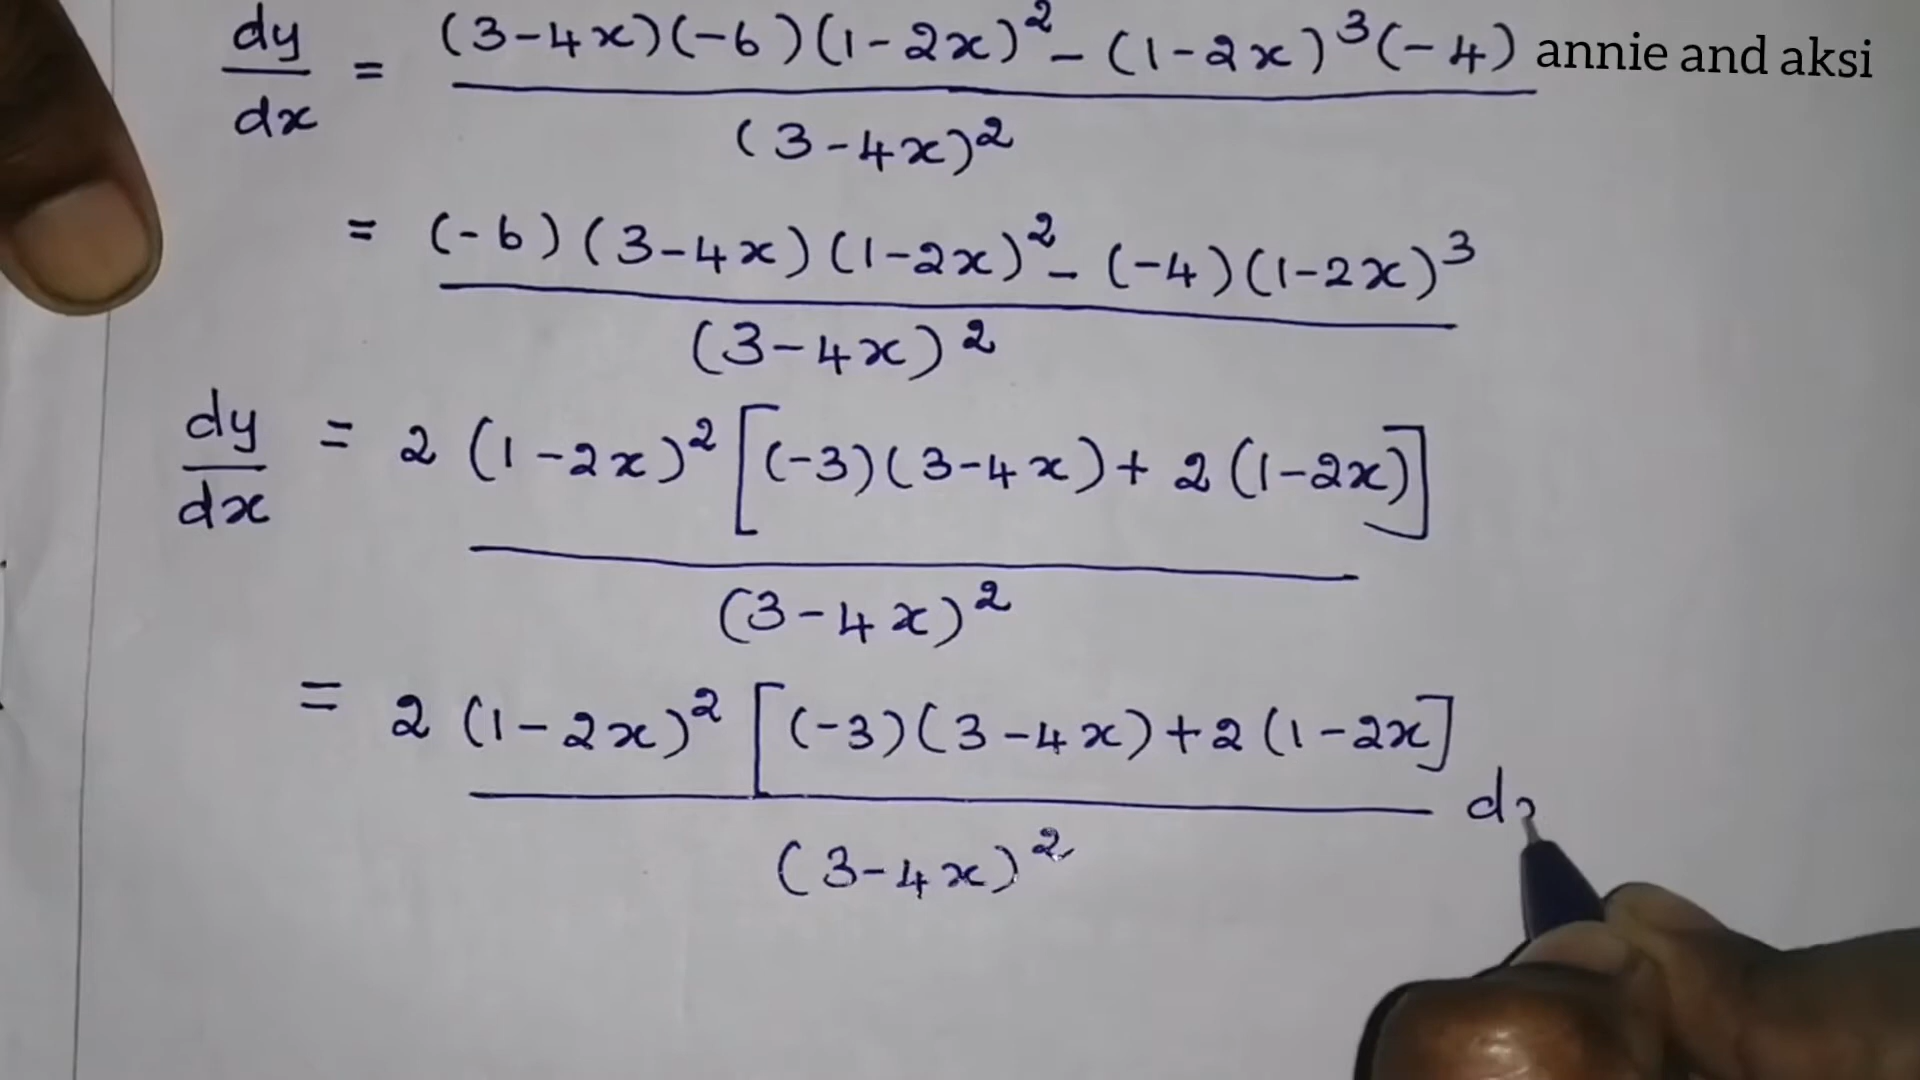 dy/dx = (3-4x)(-6)(1-2x)² - (1-2x)³(-4) / (3-4x)²
annie and aksi
= (-6)(3-4x)(1-2x)² - (-4)(1-2x)³ / (3-4x)²
dy/dx = 2(1-2x)²[(-3)(3-4x)+2(1-2x)] / (3-4x)²
= 2(1-2x)²[(-3)(3-4x)+2(1-2x] / (3-4x)² d